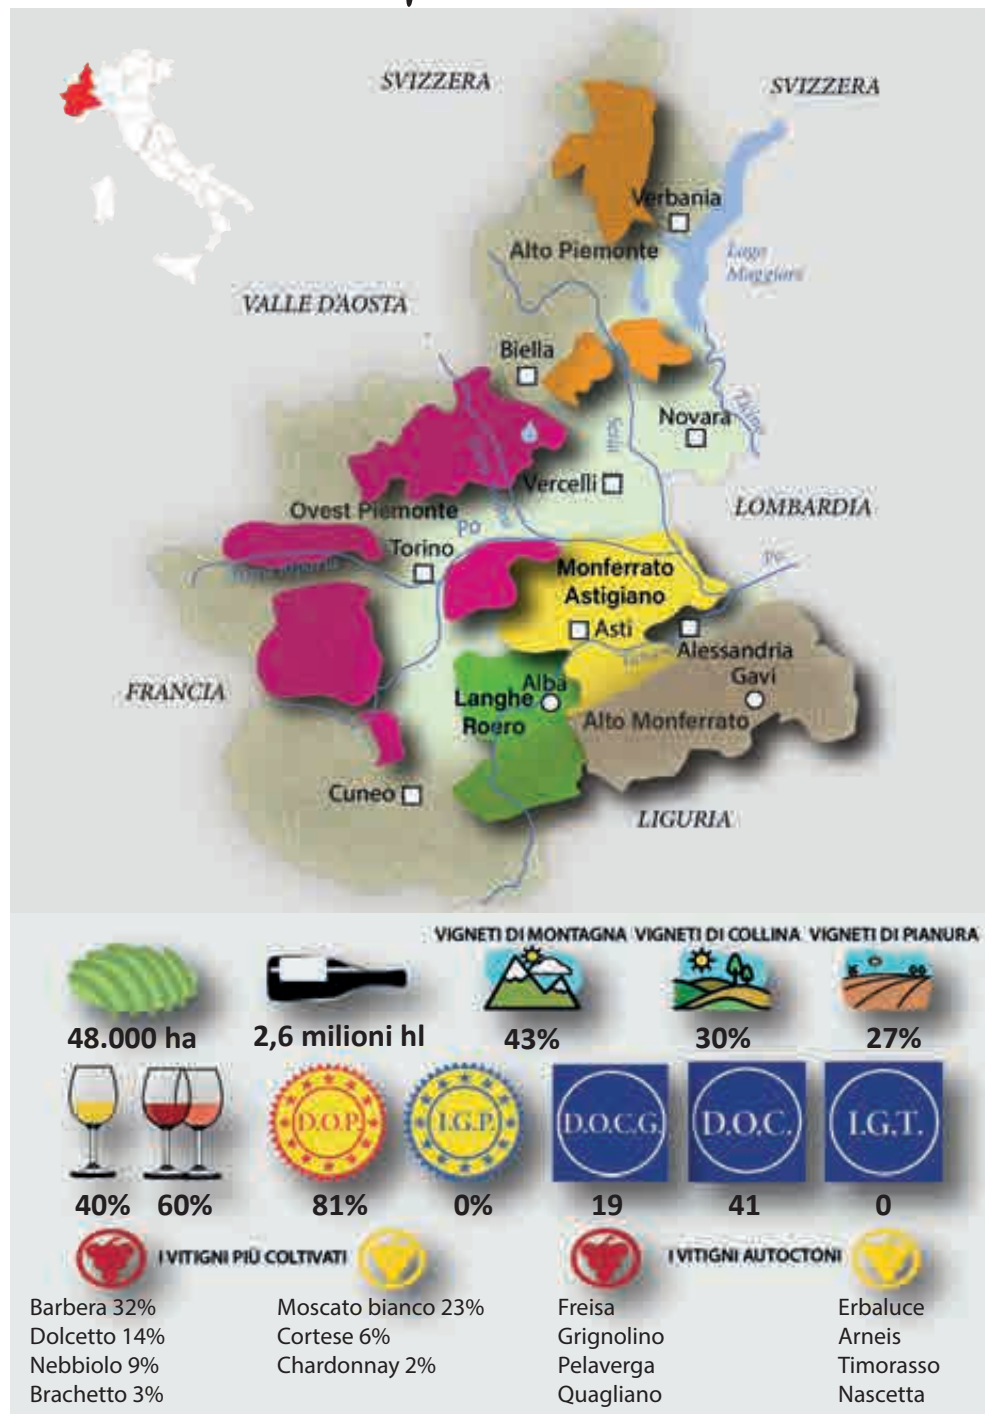 SVIZZERA
SVIZZERA
Verbania
Alto Piemonte
Lago
Maggiore
VALLE D'AOSTA
Biella
Novara
Ticino
Vercelli
LOMBARDIA
Ovest Piemonte
Po
Torino
Po
Monferrato
Astigiano
Asti
Alessandria
Gavi
FRANCIA
Alba
Langhe
Roero
Alto Monferrato
Cuneo
LIGURIA
VIGNETI DI MONTAGNA VIGNETI DI COLLINA VIGNETI DI PIANURA
48.000 ha 2,6 milioni hl 43% 30% 27%
D.O.P. I.G.P. D.O.C.G. D.O.C. I.G.T.
40% 60% 81% 0% 19 41 0
I VITIGNI PIÙ COLTIVATI I VITIGNI AUTOCTONI
Barbera 32% Moscato bianco 23% Freisa Erbaluce
Dolcetto 14% Cortese 6% Grignolino Arneis
Nebbiolo 9% Chardonnay 2% Pelaverga Timorasso
Brachetto 3% Quagliano Nascetta